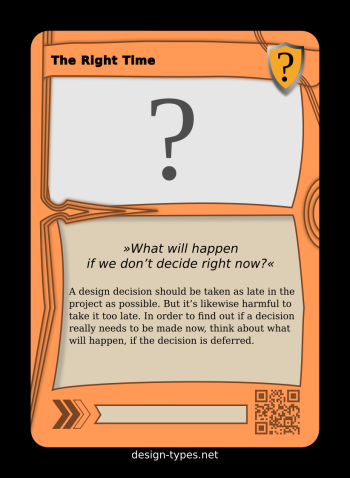 The Right Time
?
?
»What will happen
if we don’t decide right now?«
A design decision should be taken as late in the
project as possible. But it’s likewise harmful to
take it too late. In order to find out if a decision
really needs to be made now, think about what
will happen, if the decision is deferred.
design-types.net